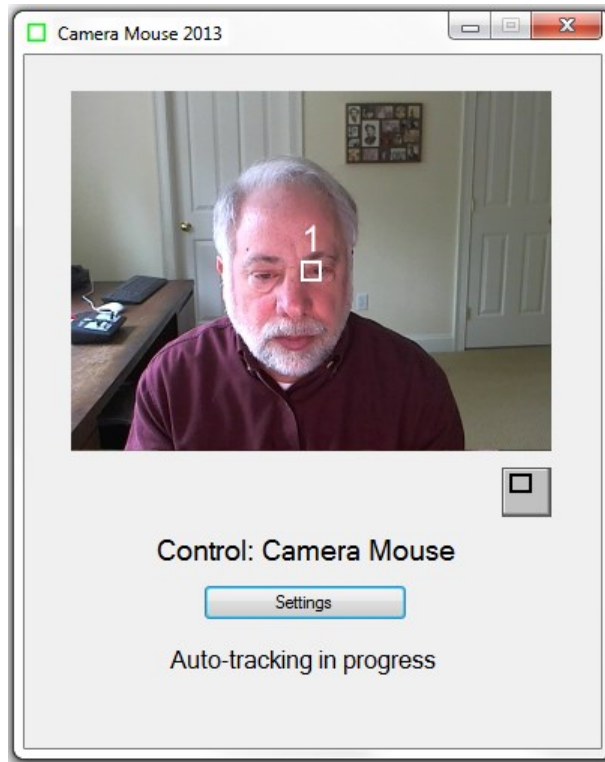 Camera Mouse 2013
1
Control: Camera Mouse
Settings
Auto-tracking in progress